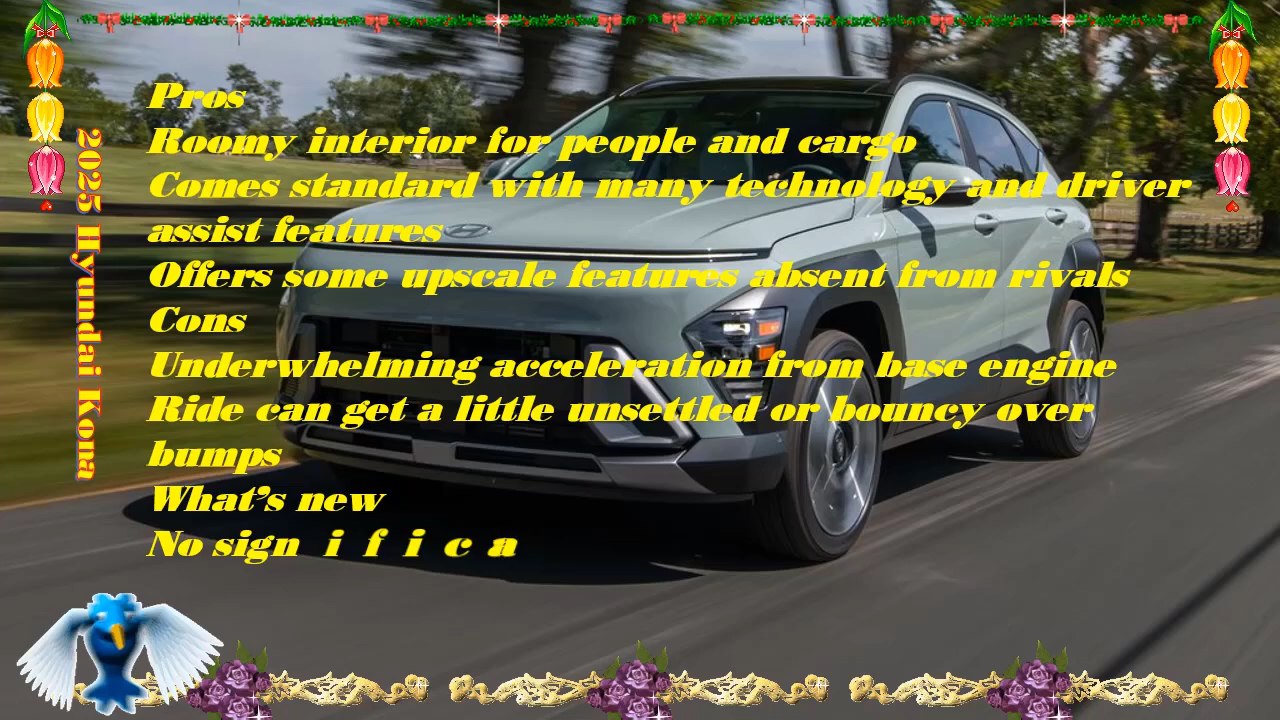 Pros
Roomy interior for people and cargo
Comes standard with many technology and driver
assist features
Offers some upscale features absent from rivals
Cons
Underwhelming acceleration from base engine
Ride can get a little unsettled or bouncy over
bumps
What’s new
No sign i f i c a
2025 Hyundai Kona